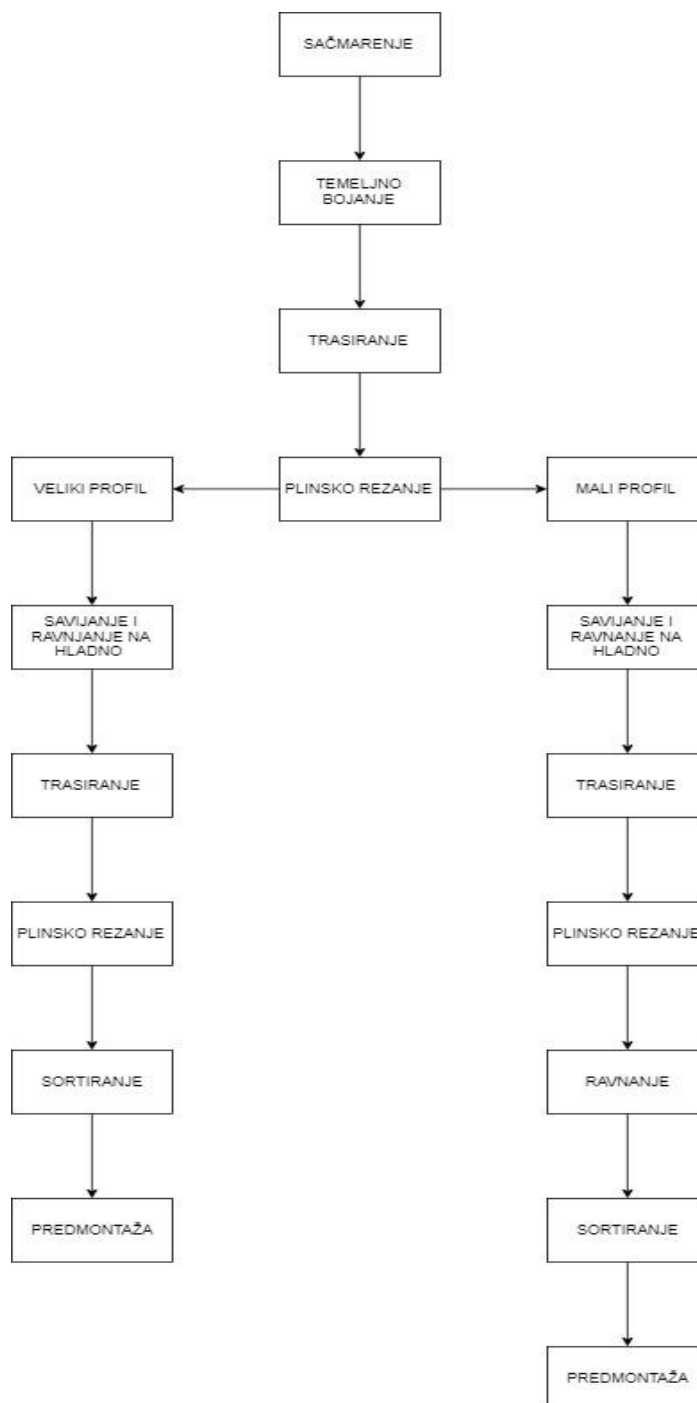 SAČMARENJE
TEMELJNO
BOJANJE
TRASIRANJE
VELIKI PROFIL
PLINSKO REZANJE
MALI PROFIL
SAVIJANJE I
RAVNJANJE NA
HLADNO
SAVIJANJE I
RAVNANJE NA
HLADNO
TRASIRANJE
TRASIRANJE
PLINSKO REZANJE
PLINSKO REZANJE
SORTIRANJE
RAVNANJE
PREDMONTAŽA
SORTIRANJE
PREDMONTAŽA